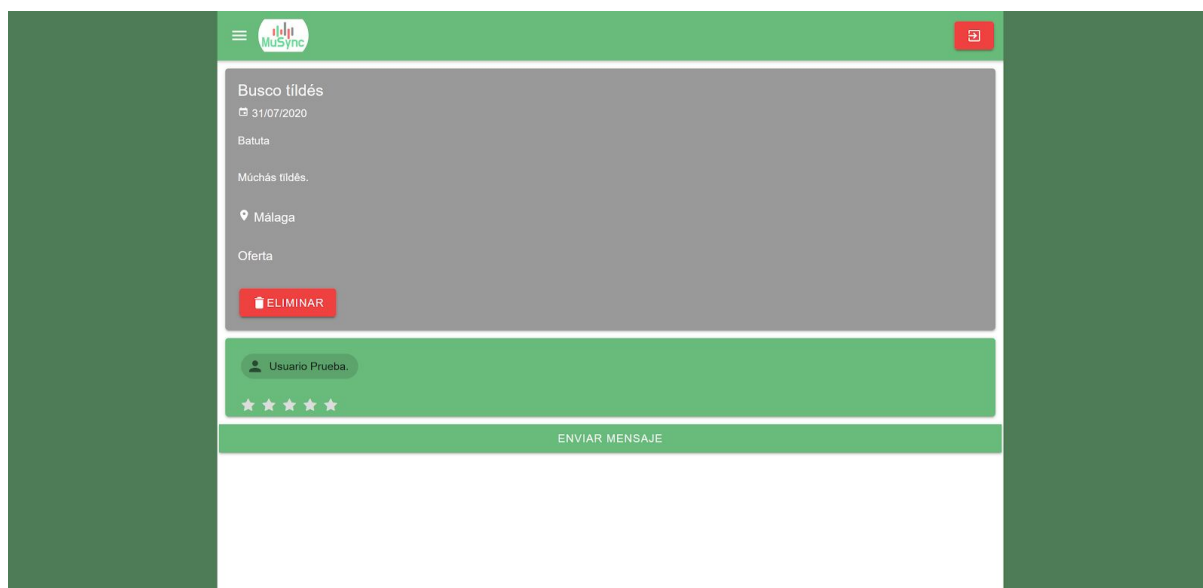 MuSync
Busco tíldés
31/07/2020
Batuta
Múchás tíldês.
Málaga
Oferta
ELIMINAR
Usuario Prueba.
ENVIAR MENSAJE